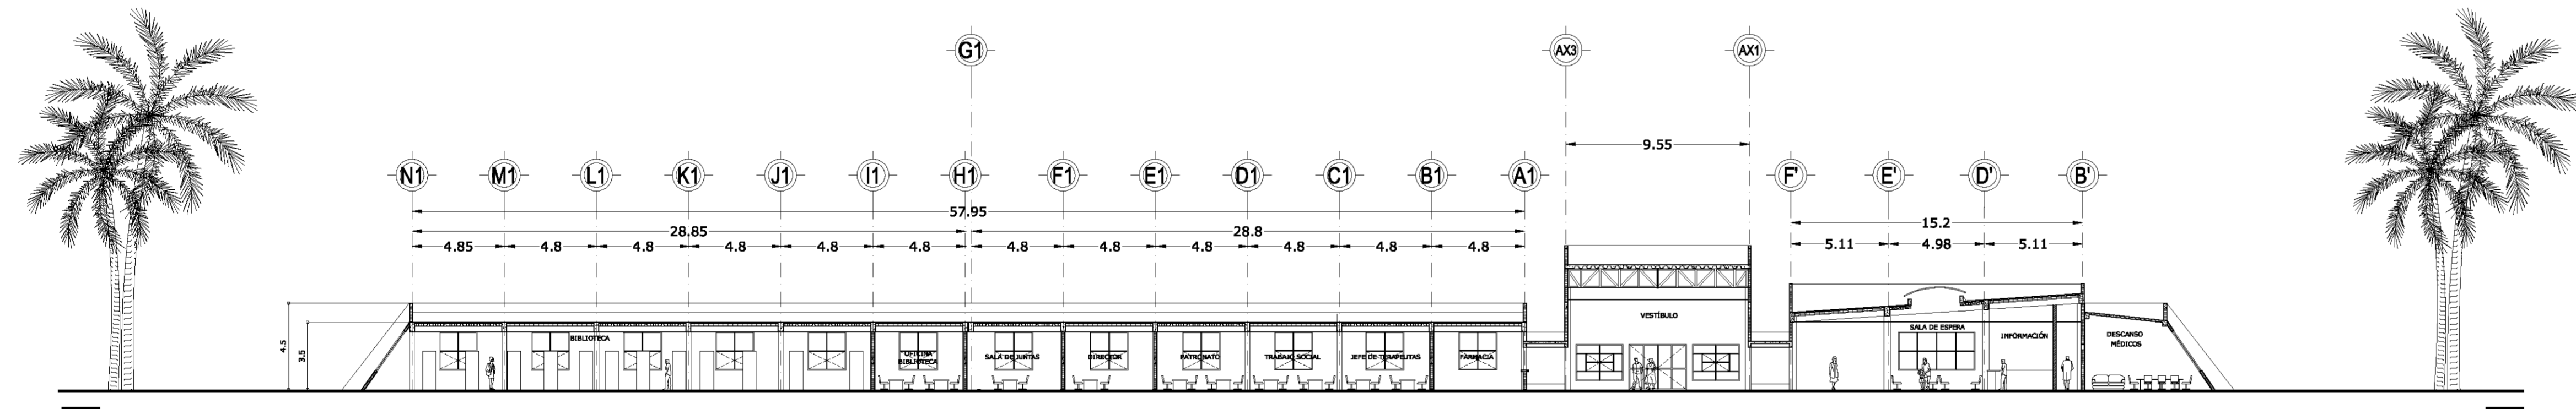 G1 AX3 AX1
9.55
N1 M1 L1 K1 J1 I1 H1 F1 E1 D1 C1 B1 A1 F' E' D' B'
57.95
15.2
28.85 28.8
4.85 4.8 4.8 4.8 4.8 4.8 4.8 4.8 4.8 4.8 4.8 4.8 5.11 4.98 5.11
4.5
3.5
VESTÍBULO
BIBLIOTECA
SALA DE ESPERA
INFORMACIÓN
DESCANSO
MÉDICOS
OFICINA
BIBLIOTECA
SALA DE JUNTAS
DIRECTOR
PATRONATO
TRABAJO SOCIAL
JEFE DE TERAPEUTAS
FARMACIA